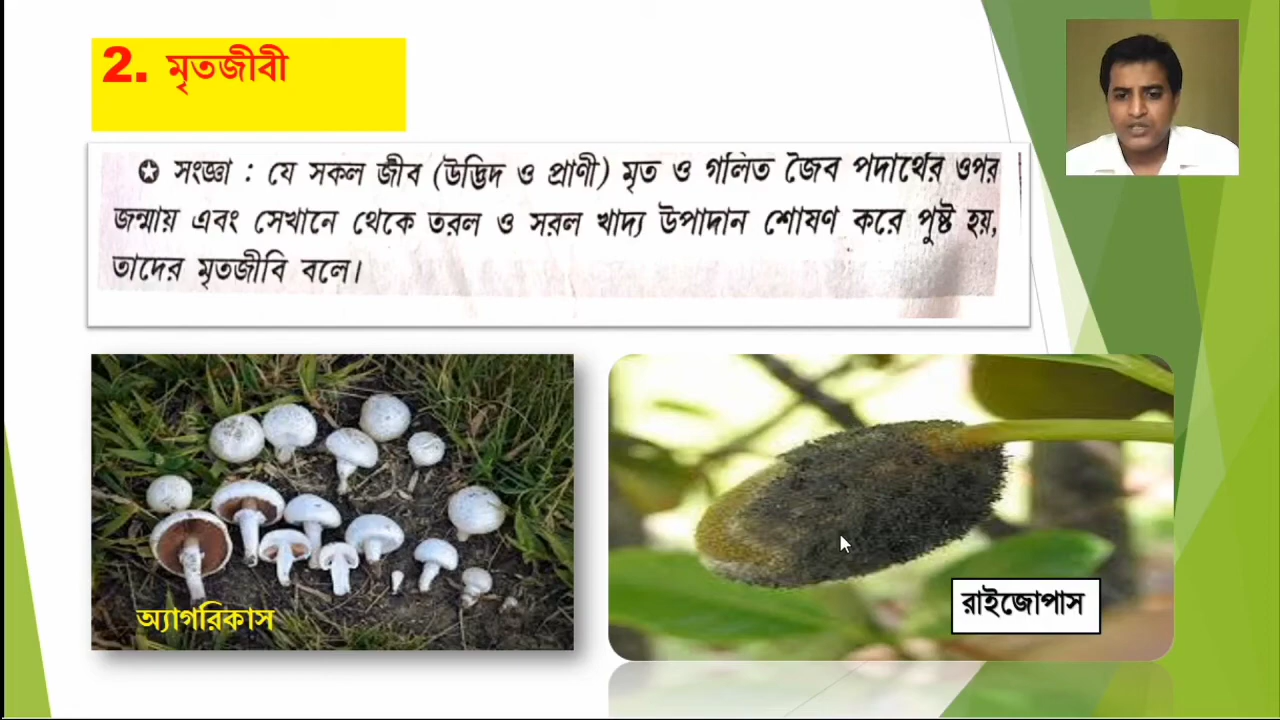 2. মৃতজীবী
✪ সংজ্ঞা : যে সকল জীব (উদ্ভিদ ও প্রাণী) মৃত ও গলিত জৈব পদার্থের ওপর
জন্মায় এবং সেখানে থেকে তরল ও সরল খাদ্য উপাদান শোষণ করে পুষ্ট হয়,
তাদের মৃতজীবি বলে।
অ্যাগরিকাস
রাইজোপাস